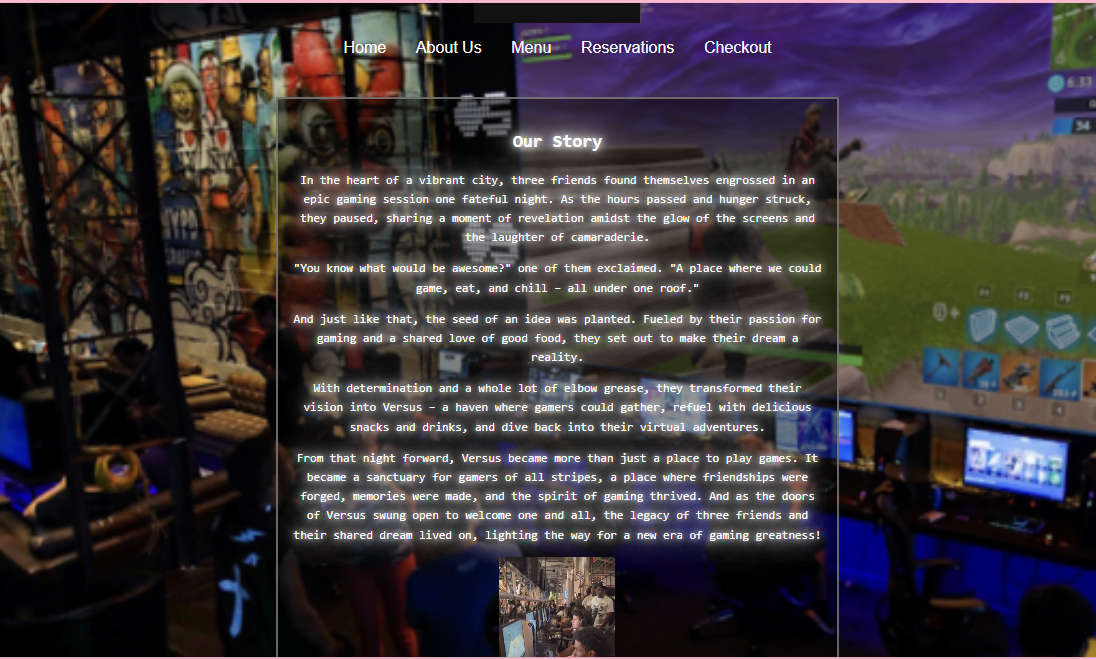 Home About Us Menu Reservations Checkout
6:33
34
Our Story
In the heart of a vibrant city, three friends found themselves engrossed in an
epic gaming session one fateful night. As the hours passed and hunger struck,
they paused, sharing a moment of revelation amidst the glow of the screens and
the laughter of camaraderie.
"You know what would be awesome?" one of them exclaimed. "A place where we could
game, eat, and chill – all under one roof."
And just like that, the seed of an idea was planted. Fueled by their passion for
gaming and a shared love of good food, they set out to make their dream a
reality.
With determination and a whole lot of elbow grease, they transformed their
vision into Versus – a haven where gamers could gather, refuel with delicious
snacks and drinks, and dive back into their virtual adventures.
From that night forward, Versus became more than just a place to play games. It
became a sanctuary for gamers of all stripes, a place where friendships were
forged, memories were made, and the spirit of gaming thrived. And as the doors
of Versus swung open to welcome one and all, the legacy of three friends and
their shared dream lived on, lighting the way for a new era of gaming greatness!